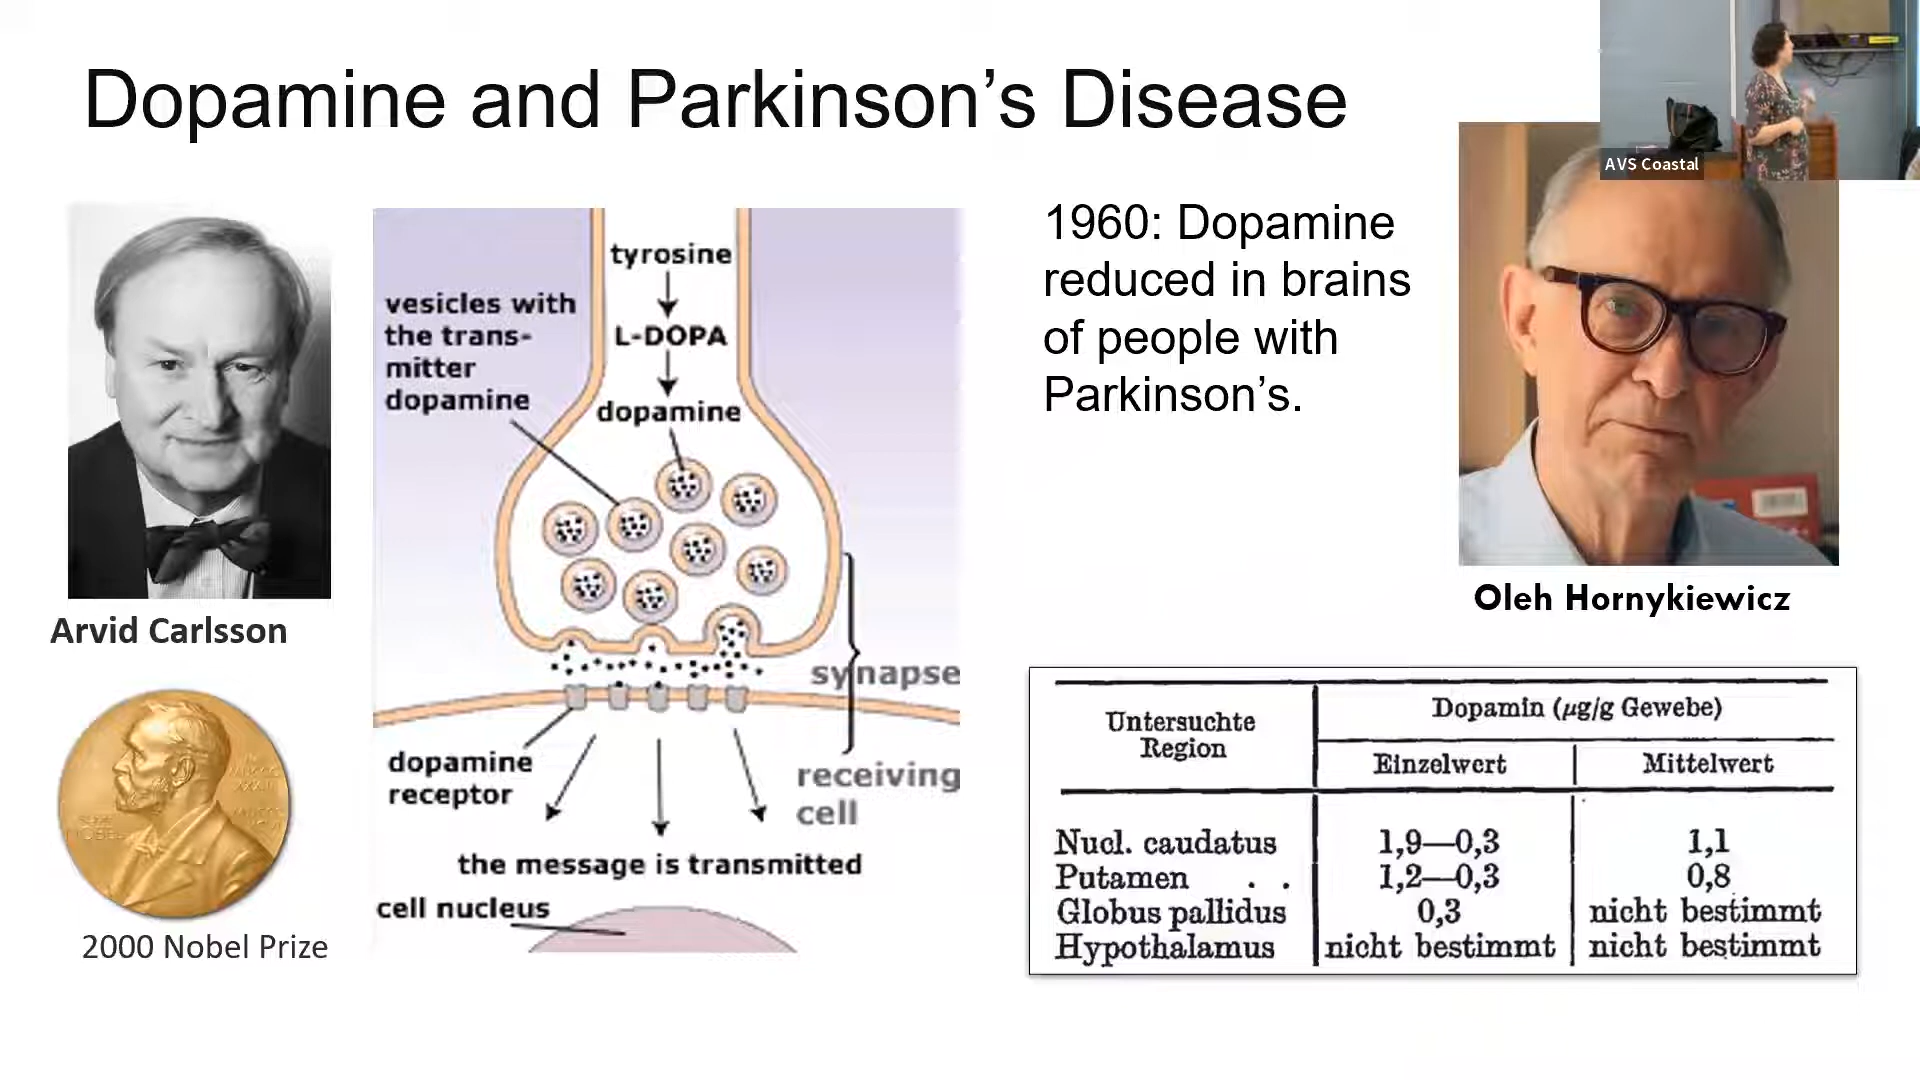 Dopamine and Parkinson’s Disease
AVS Coastal
Arvid Carlsson
2000 Nobel Prize
tyrosine
L-DOPA
dopamine
vesicles with
the trans-
mitter
dopamine
synapse
dopamine
receptor
receiving
cell
the message is transmitted
cell nucleus
1960: Dopamine
reduced in brains
of people with
Parkinson’s.
Oleh Hornykiewicz
Untersuchte
Region
Dopamin (µg/g Gewebe)
Einzelwert Mittelwert
Nucl. caudatus 1,9—0,3 1,1
Putamen . . 1,2—0,3 0,8
Globus pallidus 0,3 nicht bestimmt
Hypothalamus nicht bestimmt nicht bestimmt